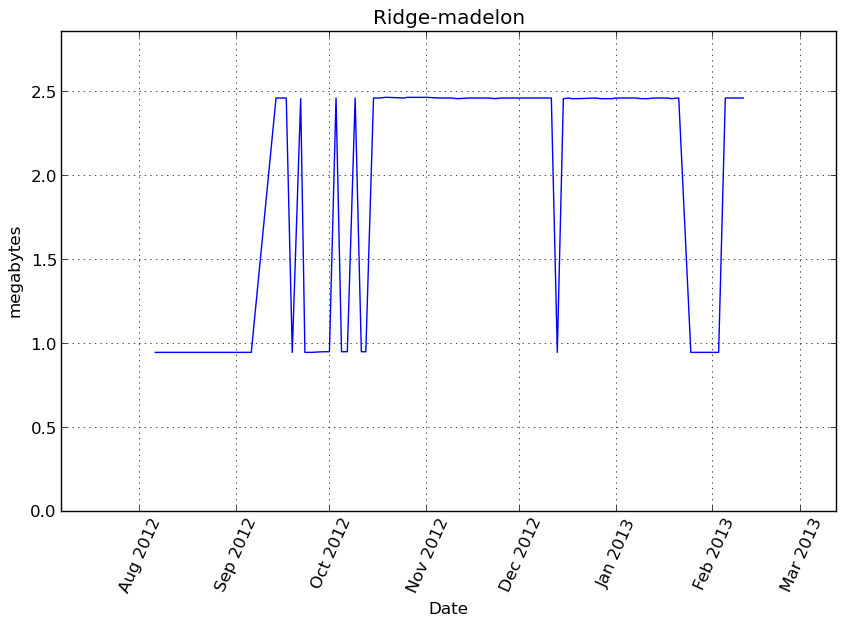 Ridge-madelon
2.5
2.0
1.5
1.0
0.5
0.0
megabytes
Aug 2012
Sep 2012
Oct 2012
Nov 2012
Dec 2012
Jan 2013
Feb 2013
Mar 2013
Date